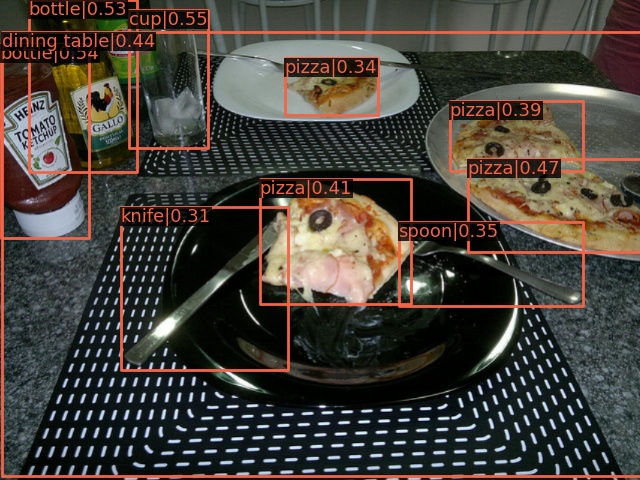 bottle|0.53
cup|0.55
dining table|0.44
bottle|0.54
pizza|0.34
pizza|0.39
pizza|0.47
pizza|0.41
knife|0.31
spoon|0.35
HEINZ
TOMATO
KETCHUP
GALLO